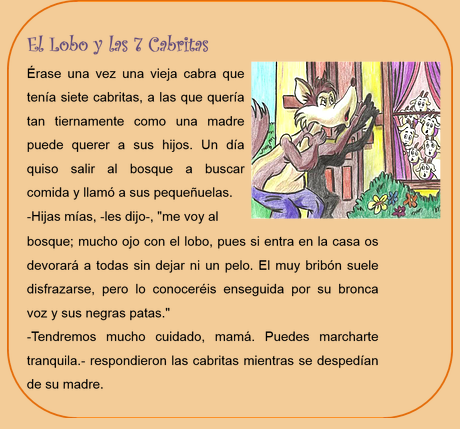 El Lobo y las 7 Cabritas
Érase una vez una vieja cabra que
tenía siete cabritas, a las que quería
tan tiernamente como una madre
puede querer a sus hijos. Un día
quiso salir al bosque a buscar
comida y llamó a sus pequeñuelas.
-Hijas mías, -les dijo-, "me voy al
bosque; mucho ojo con el lobo, pues si entra en la casa os
devorará a todas sin dejar ni un pelo. El muy bribón suele
disfrazarse, pero lo conoceréis enseguida por su bronca
voz y sus negras patas."
-Tendremos mucho cuidado, mamá. Puedes marcharte
tranquila.- respondieron las cabritas mientras se despedían
de su madre.